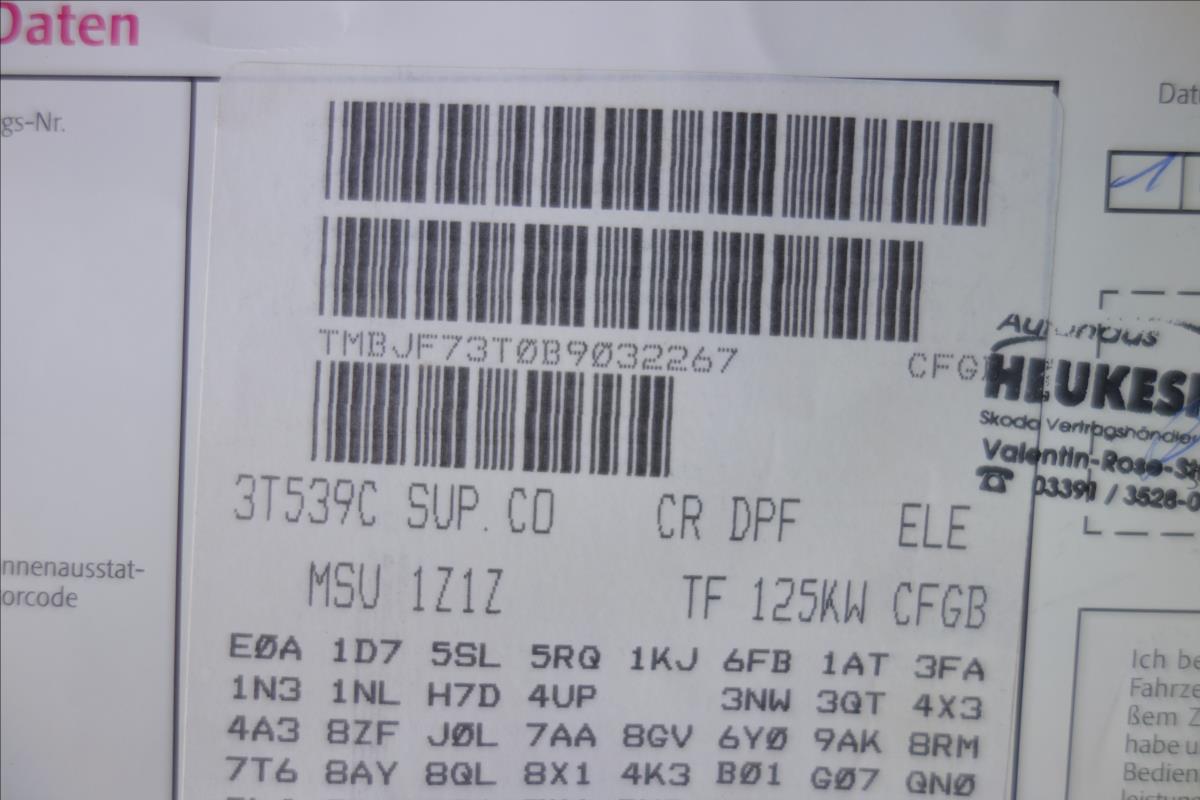 Daten
gs-Nr.
TMBJF73T0B9032267 CFG
3T539C SUP. CO CR DPF ELE
MSU 1Z1Z TF 125KW CFGB
E0A 1D7 5SL 5RQ 1KJ 6FB 1AT 3FA
1N3 1NL H7D 4UP 3NW 3QT 4X3
4A3 8ZF J0L 7AA 8GV 6Y0 9AK 8RM
7T6 8AY 8QL 8X1 4K3 B01 G07 QN0
nnenausstat-
orcode
Dat
1
Autohaus
HEUKES
Skoda Vertragshändler
Valentin-Rose-S
☎ 03391 / 3528-0
Ich be
Fahrze
ßem Z
habe u
Bedien